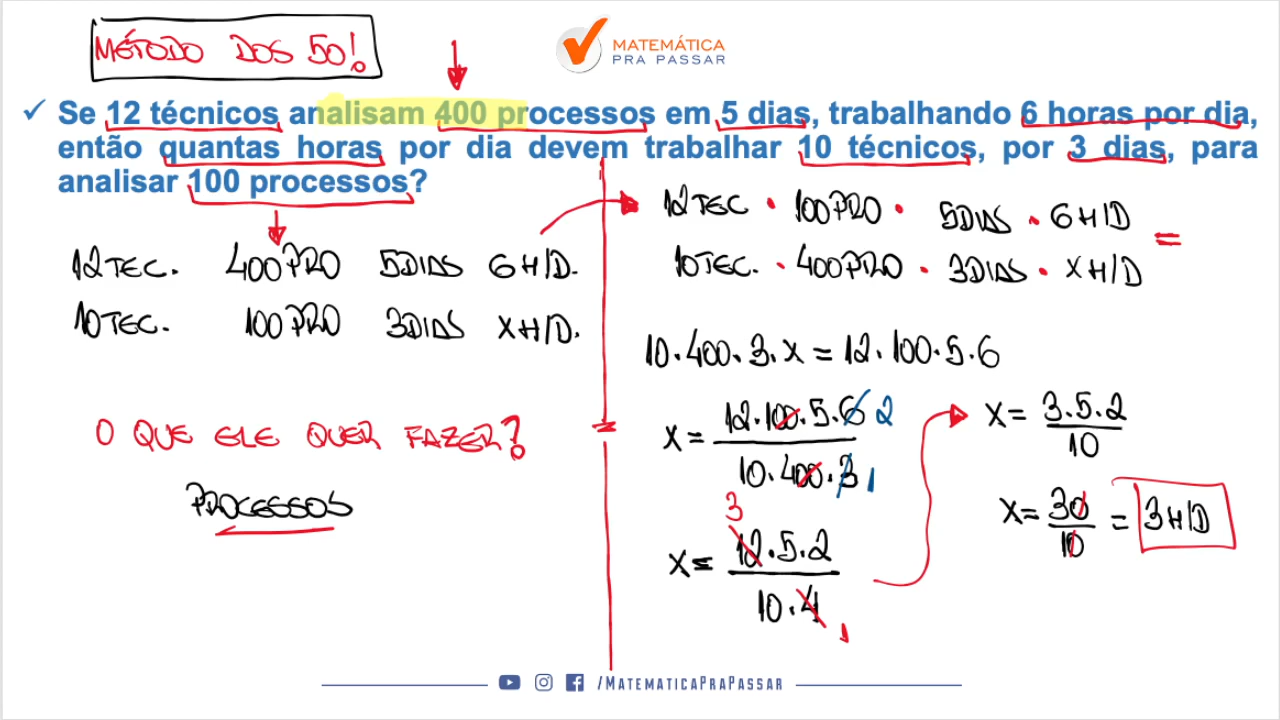 MÉTODO DOS 50!
MATEMÁTICA
PRA PASSAR
✓ Se 12 técnicos analisam 400 processos em 5 dias, trabalhando 6 horas por dia,
então quantas horas por dia devem trabalhar 10 técnicos, por 3 dias, para
analisar 100 processos?
12TEC. 400PRO 5DIAS 6H/D.
10TEC. 100PRO 3DIAS XH/D.
O QUE ELE QUER FAZER?
PROCESSOS
12TEC • 100PRO • 5DIAS • 6H/D =
10TEC. • 400PRO • 3DIAS • XH/D
10.400.3.X = 12.100.5.6
12.100.5.6 2
X =
10.400.3 1
3
12.5.2
X =
10.4
1
X = 3.5.2
10
X = 30 = 3H/D
10
/MATEMATICAPRAPASSAR